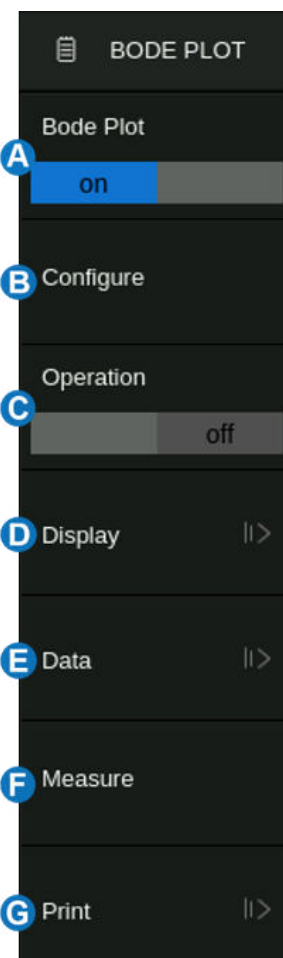 BODE PLOT
Bode Plot
A
on
B Configure
Operation
C
off
D Display
E Data
F Measure
G Print